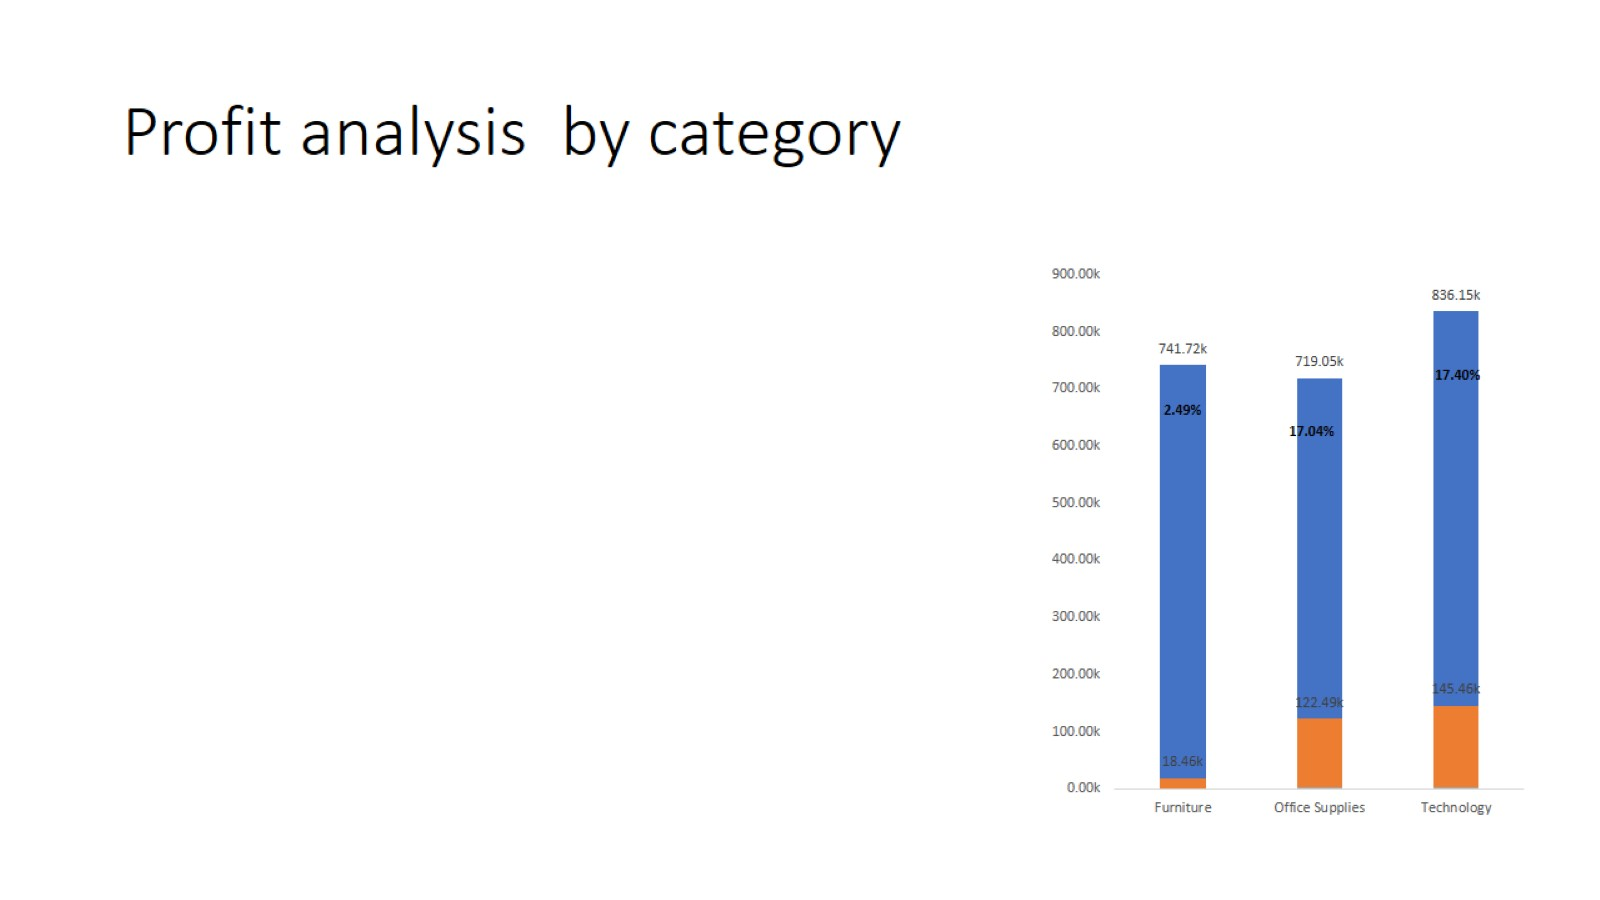 Profit analysis  by category
900.00k
800.00k
700.00k
600.00k
500.00k
400.00k
300.00k
200.00k
100.00k
0.00k
741.72k
719.05k
836.15k
2.49%
17.04%
17.40%
18.46k
122.49k
145.46k
Furniture
Office Supplies
Technology